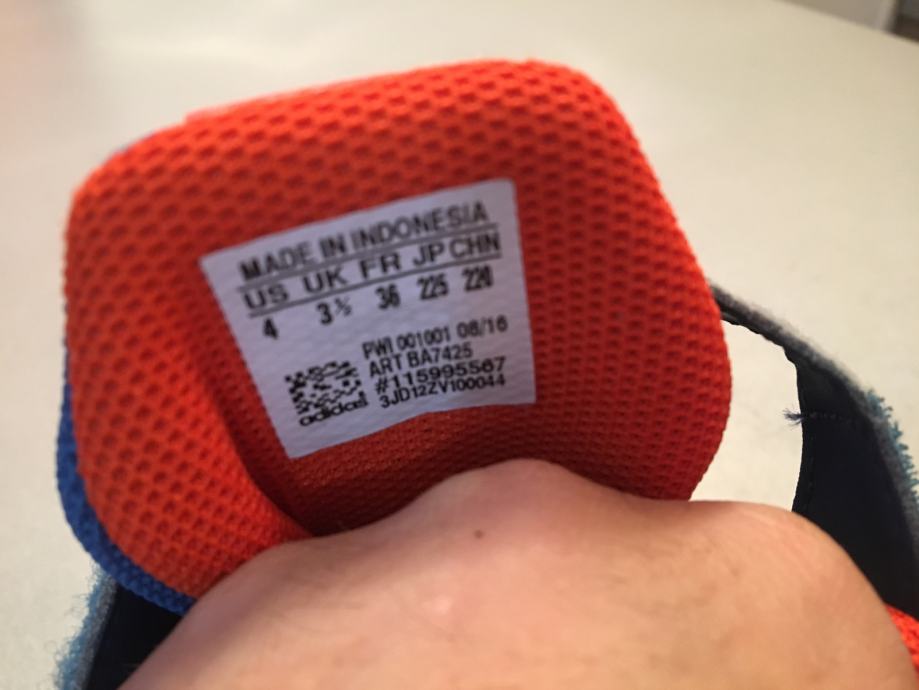 MADE IN INDONESIA
US UK FR JP CHN
4 3½ 36 225 220
PWI 001001 08/16
ART BA7425
#115995567
3JD12ZV100044
adidas